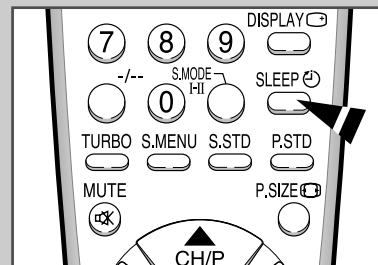 DISPLAY
7 8 9
-/-- S.MODE SLEEP
I-II
0
TURBO S.MENU S.STD P.STD
MUTE P.SIZE
CH/P